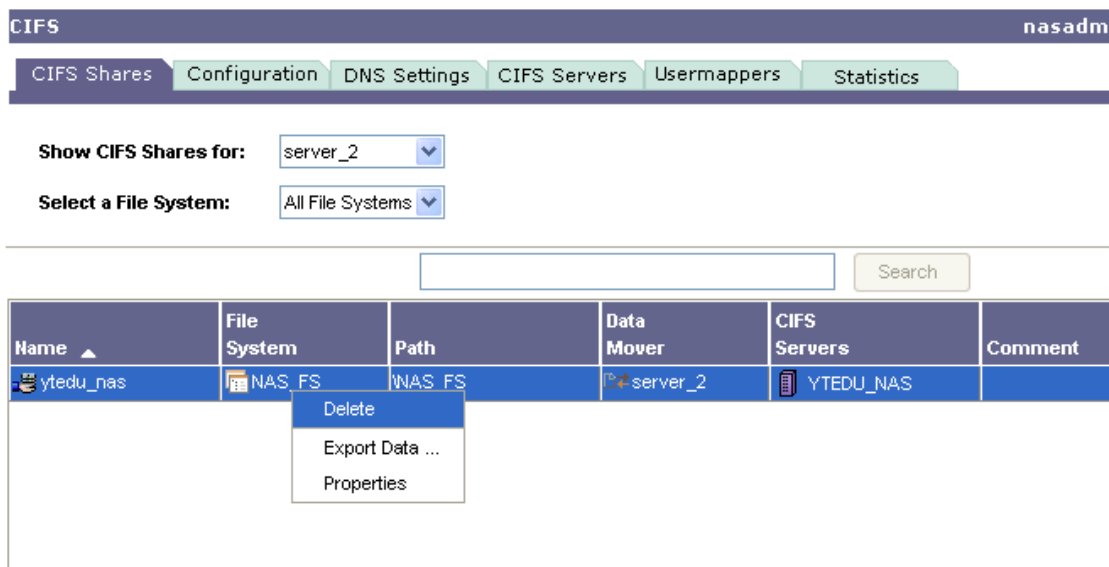 CIFS nasadm
CIFS Shares Configuration DNS Settings CIFS Servers Usermappers Statistics
Show CIFS Shares for: server_2
Select a File System: All File Systems
Search
Name File System Path Data Mover CIFS Servers Comment
ytedu_nas NAS_FS \NAS_FS server_2 YTEDU_NAS
Delete
Export Data ...
Properties